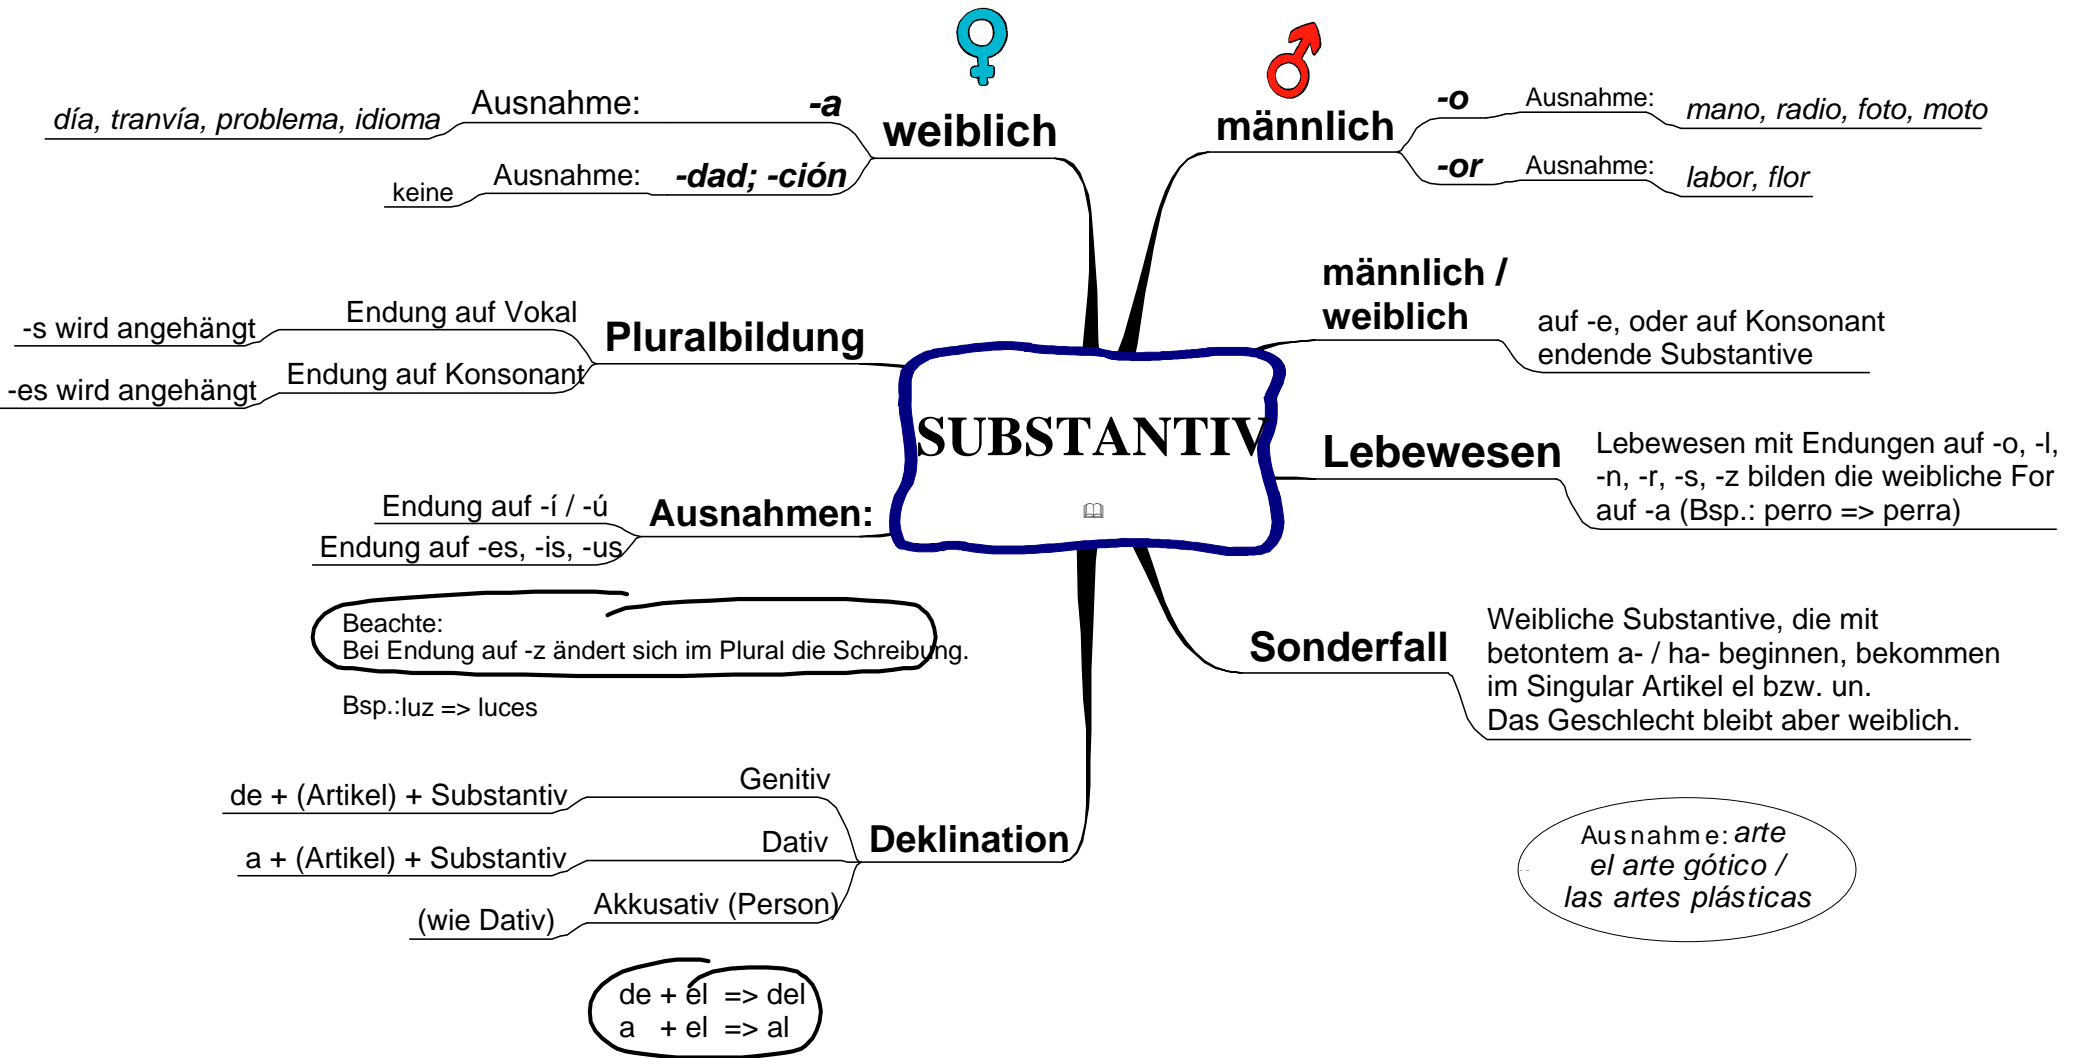 SUBSTANTIV
weiblich
-a
Ausnahme:
día, tranvía, problema, idioma
-dad; -ción
Ausnahme:
keine
männlich
-o
Ausnahme:
mano, radio, foto, moto
-or
Ausnahme:
labor, flor
männlich /
weiblich
auf -e, oder auf Konsonant
endende Substantive
Lebewesen
Lebewesen mit Endungen auf -o, -l,
-n, -r, -s, -z bilden die weibliche For
auf -a (Bsp.: perro => perra)
Sonderfall
Weibliche Substantive, die mit
betontem a- / ha- beginnen, bekommen
im Singular Artikel el bzw. un.
Das Geschlecht bleibt aber weiblich.
Ausnahme: arte
el arte gótico /
las artes plásticas
Pluralbildung
Endung auf Vokal
-s wird angehängt
Endung auf Konsonant
-es wird angehängt
Ausnahmen:
Endung auf -í / -ú
Endung auf -es, -is, -us
Beachte:
Bei Endung auf -z ändert sich im Plural die Schreibung.
Bsp.:luz => luces
Deklination
Genitiv
de + (Artikel) + Substantiv
Dativ
a + (Artikel) + Substantiv
Akkusativ (Person)
(wie Dativ)
de + el => del
a + el => al